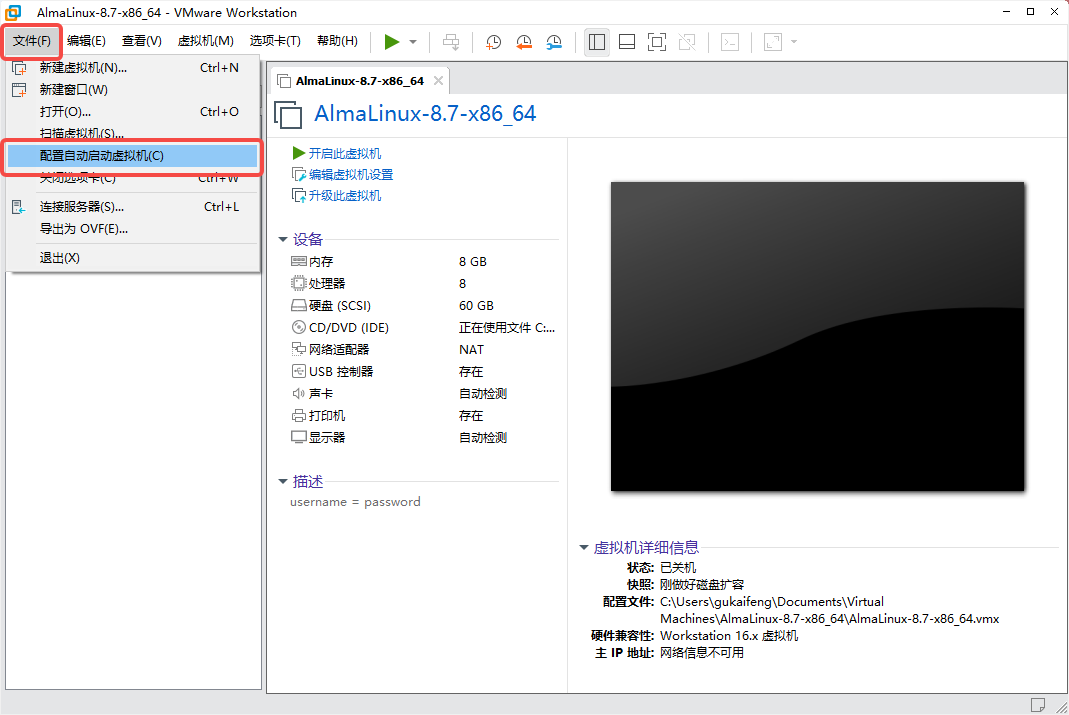 AlmaLinux-8.7-x86_64 - VMware Workstation
文件(F) 编辑(E) 查看(V) 虚拟机(M) 选项卡(T) 帮助(H)
新建虚拟机(N)... Ctrl+N
新建窗口(W)
打开(O)... Ctrl+O
扫描虚拟机(S)...
配置自动启动虚拟机(C)
关闭选项卡(C) Ctrl+W
连接服务器(S)... Ctrl+L
导出为 OVF(E)...
退出(X)
AlmaLinux-8.7-x86_64
AlmaLinux-8.7-x86_64
开启此虚拟机
编辑虚拟机设置
升级此虚拟机
设备
内存 8 GB
处理器 8
硬盘 (SCSI) 60 GB
CD/DVD (IDE) 正在使用文件 C:...
网络适配器 NAT
USB 控制器 存在
声卡 自动检测
打印机 存在
显示器 自动检测
描述
username = password
虚拟机详细信息
状态: 已关机
快照: 刚做好磁盘扩容
配置文件: C:\Users\gukaifeng\Documents\Virtual
Machines\AlmaLinux-8.7-x86_64\AlmaLinux-8.7-x86_64.vmx
硬件兼容性: Workstation 16.x 虚拟机
主 IP 地址: 网络信息不可用